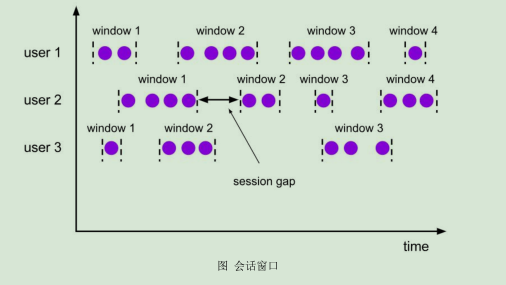 window 1 window 2 window 3 window 4
user 1
window 1 window 2 window 3 window 4
user 2
window 1 window 2 window 3
user 3
session gap
time
图 会话窗口